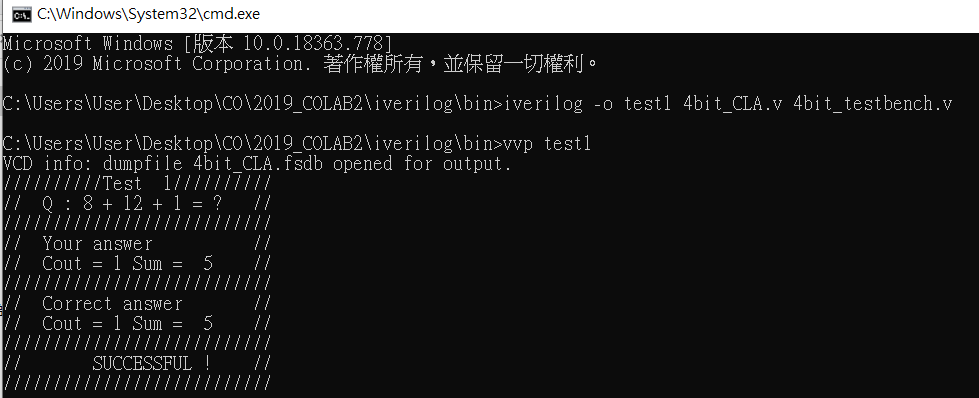 C:\Windows\System32\cmd.exe
Microsoft Windows [版本 10.0.18363.778]
(c) 2019 Microsoft Corporation. 著作權所有，並保留一切權利。
C:\Users\User\Desktop\CO\2019_COLAB2\iverilog\bin>iverilog -o test1 4bit_CLA.v 4bit_testbench.v
C:\Users\User\Desktop\CO\2019_COLAB2\iverilog\bin>vvp test1
VCD info: dumpfile 4bit_CLA.fsdb opened for output.
//////////Test  1//////////
//  Q : 8 + 12 + 1 = ?   //
///////////////////////////
//  Your answer          //
//  Cout = 1 Sum =  5    //
///////////////////////////
//  Correct answer       //
//  Cout = 1 Sum =  5    //
///////////////////////////
//       SUCCESSFUL !    //
///////////////////////////